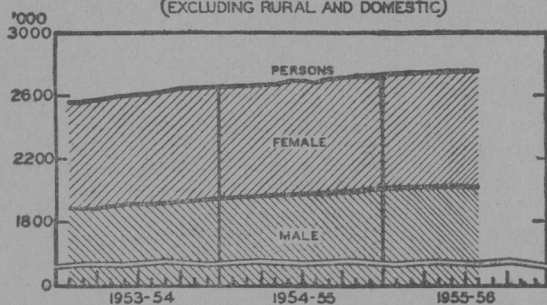 (EXCLUDING RURAL AND DOMESTIC)
'000
3000
PERSONS
2600
FEMALE
2200
1800
MALE
0
1953-54 1954-55 1955-56